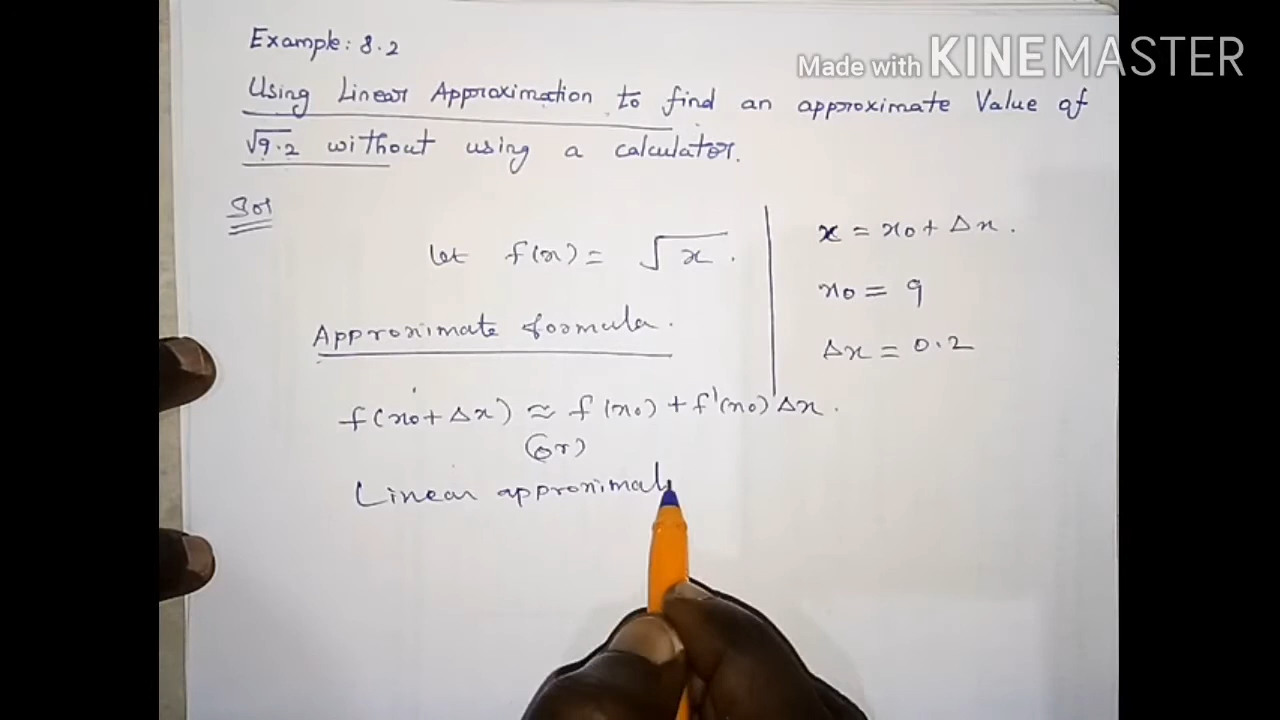 Example: 8.2
Made with KINEMASTER
Using Linear Approximation to find an approximate Value of
√9.2 without using a calculator.
Sol
let f(x) = √x.
x = x0 + Δx.
x0 = 9
Approximate formula.
Δx = 0.2
f(x0+Δx) ≈ f(x0) + f'(x0) Δx.
(or)
Linear approximat